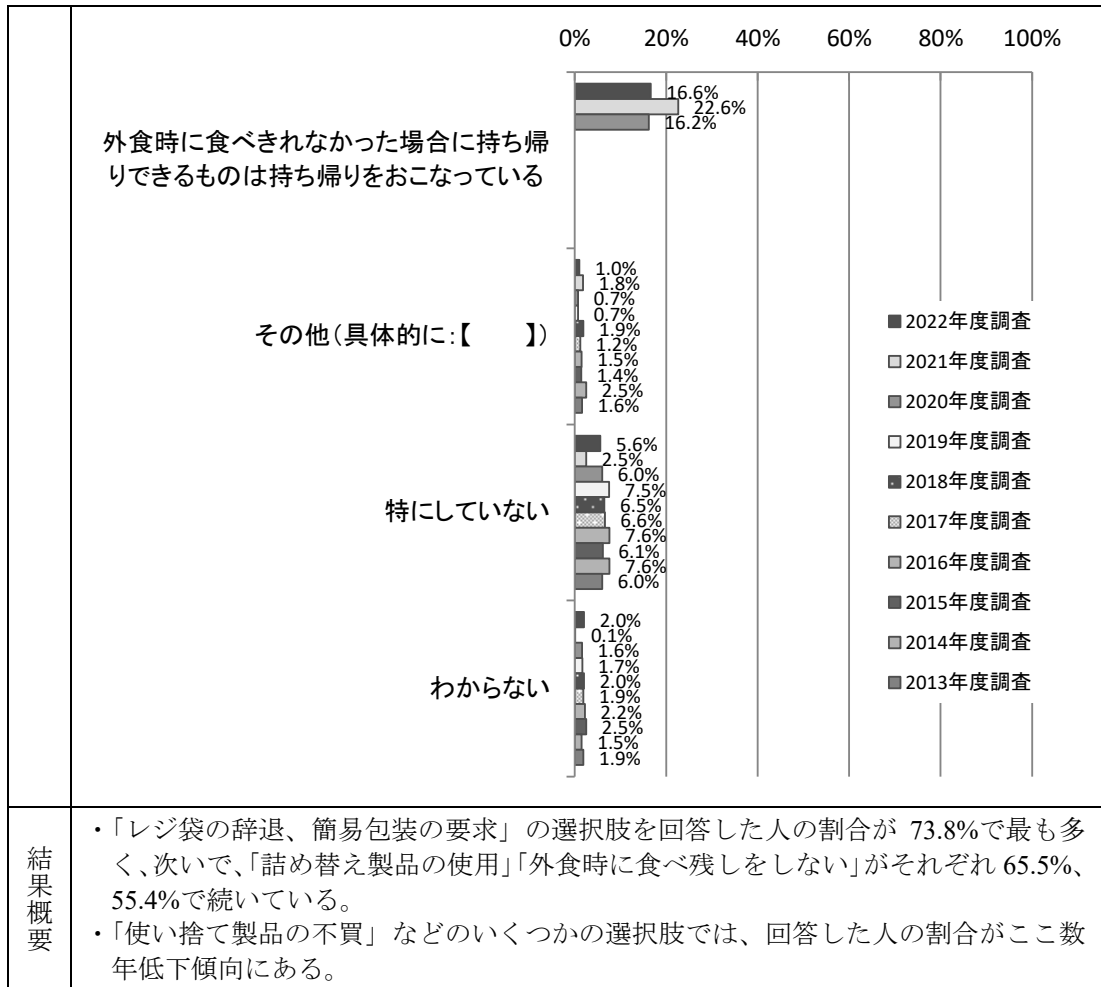 0% 20% 40% 60% 80% 100%
外食時に食べきれなかった場合に持ち帰
りできるものは持ち帰りをおこなっている
16.6%
22.6%
16.2%
その他(具体的に:【　　】)
1.0%
1.8%
0.7%
0.7%
1.9%
1.2%
1.5%
1.4%
2.5%
1.6%
特にしていない
5.6%
2.5%
6.0%
7.5%
6.5%
6.6%
7.6%
6.1%
7.6%
6.0%
わからない
2.0%
0.1%
1.6%
1.7%
2.0%
1.9%
2.2%
2.5%
1.5%
1.9%
2022年度調査
2021年度調査
2020年度調査
2019年度調査
2018年度調査
2017年度調査
2016年度調査
2015年度調査
2014年度調査
2013年度調査
結果概要
・「レジ袋の辞退、簡易包装の要求」の選択肢を回答した人の割合が 73.8%で最も多
く、次いで、「詰め替え製品の使用」「外食時に食べ残しをしない」がそれぞれ 65.5%、
55.4%で続いている。
・「使い捨て製品の不買」などのいくつかの選択肢では、回答した人の割合がここ数
年低下傾向にある。